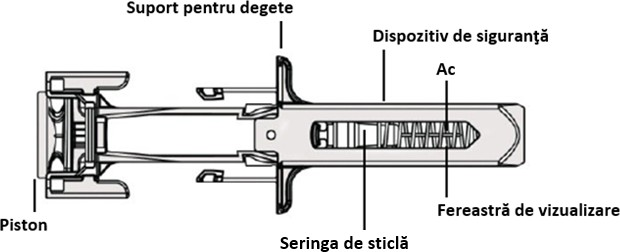 Suport pentru degete
Dispozitiv de siguranţă
Ac
Piston
Fereastră de vizualizare
Seringa de sticlă